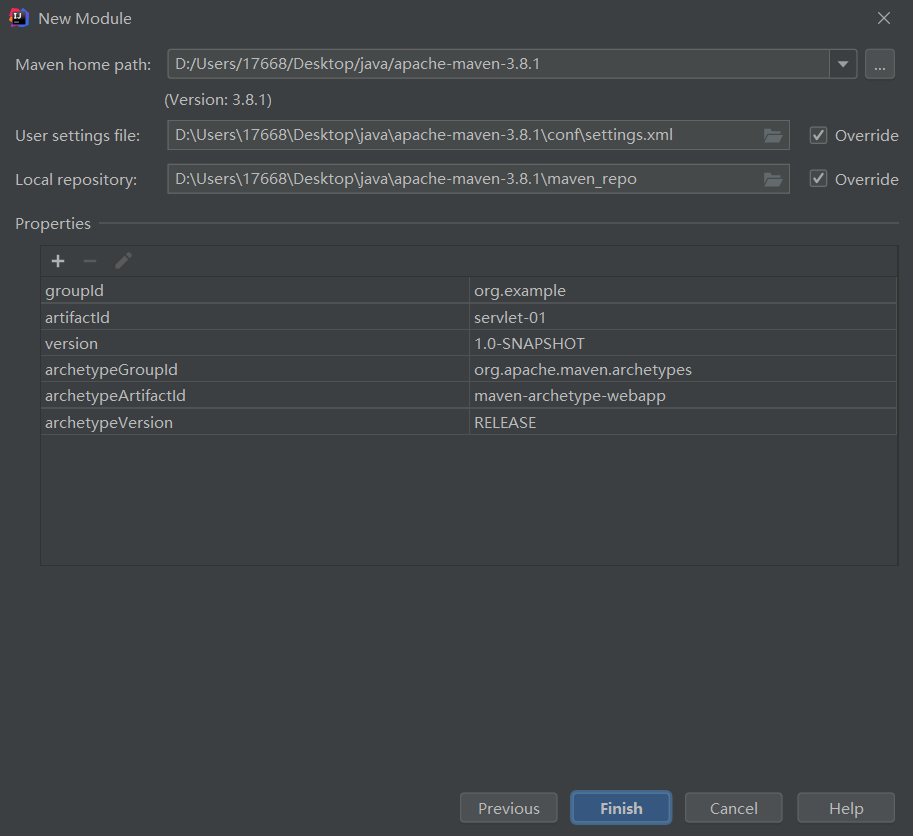 New Module
Maven home path: D:/Users/17668/Desktop/java/apache-maven-3.8.1 ...
(Version: 3.8.1)
User settings file: D:\Users\17668\Desktop\java\apache-maven-3.8.1\conf\settings.xml Override
Local repository: D:\Users\17668\Desktop\java\apache-maven-3.8.1\maven_repo Override
Properties
groupId org.example
artifactId servlet-01
version 1.0-SNAPSHOT
archetypeGroupId org.apache.maven.archetypes
archetypeArtifactId maven-archetype-webapp
archetypeVersion RELEASE
Previous Finish Cancel Help